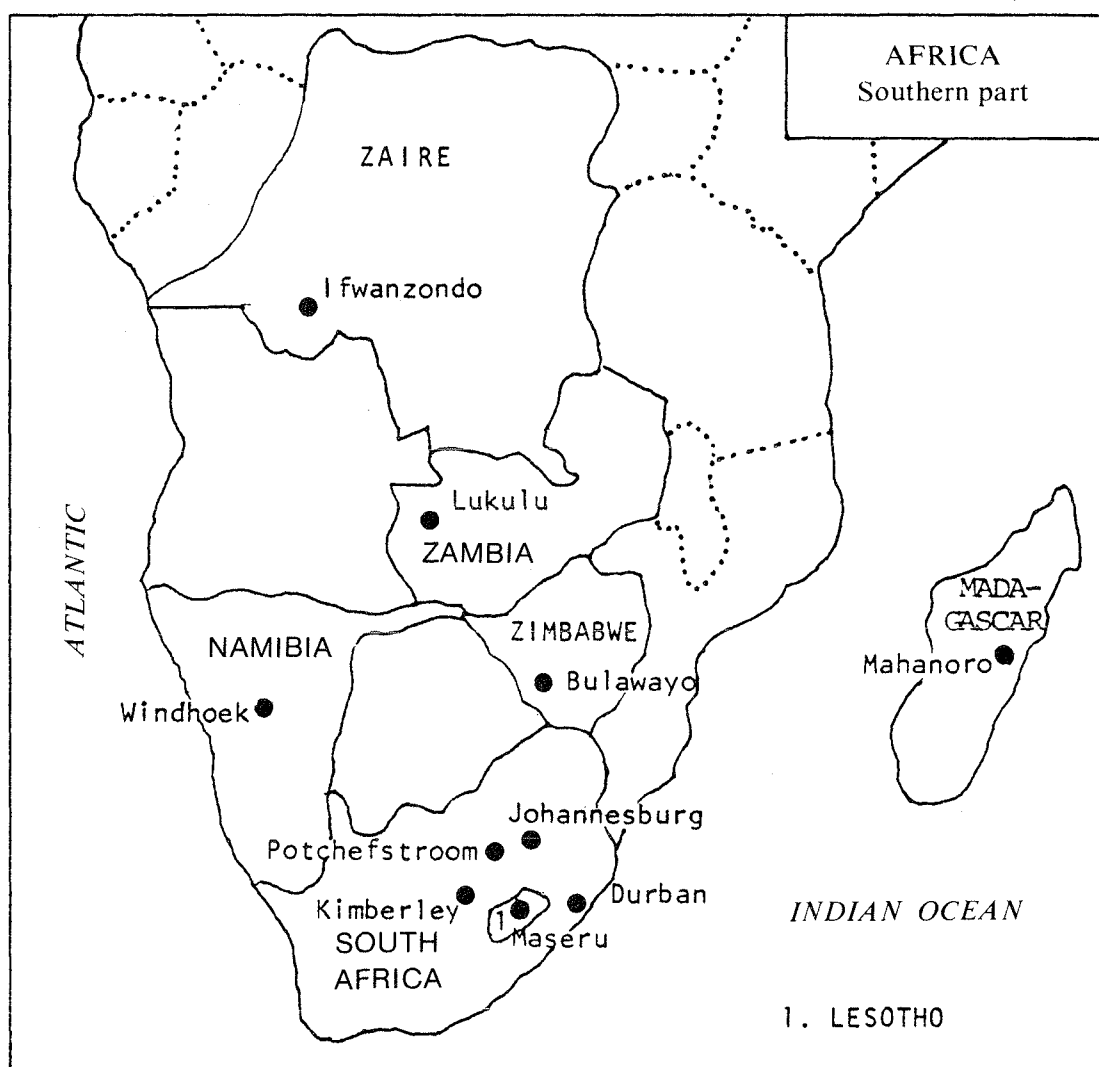 AFRICA
Southern part
ZAIRE
Ifwanzondo
Lukulu
ZAMBIA
ATLANTIC
MADA-
GASCAR
NAMIBIA
ZIMBABWE
Mahanoro
Bulawayo
Windhoek
Johannesburg
Potchefstroom
Durban
Kimberley
1
Maseru
INDIAN OCEAN
SOUTH
AFRICA
1. LESOTHO